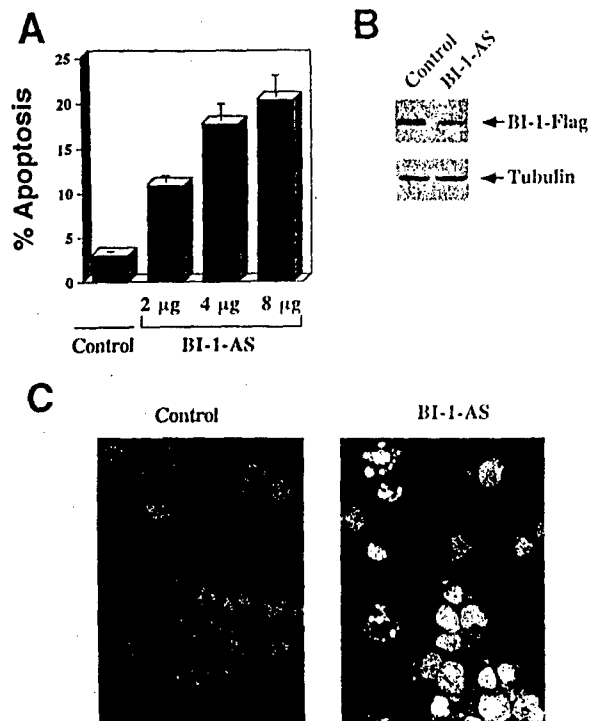 A
25
20
15
10
5
0
% Apoptosis
2 µg 4 µg 8 µg
Control BI-1-AS
B
Control BI-1-AS
BI-1-Flag
Tubulin
C
Control BI-1-AS